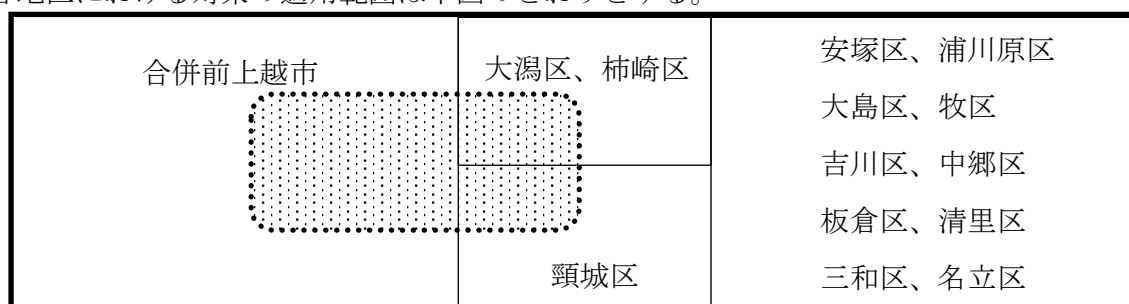 合併前上越市
大潟区、柿崎区
頸城区
安塚区、浦川原区
大島区、牧区
吉川区、中郷区
板倉区、清里区
三和区、名立区